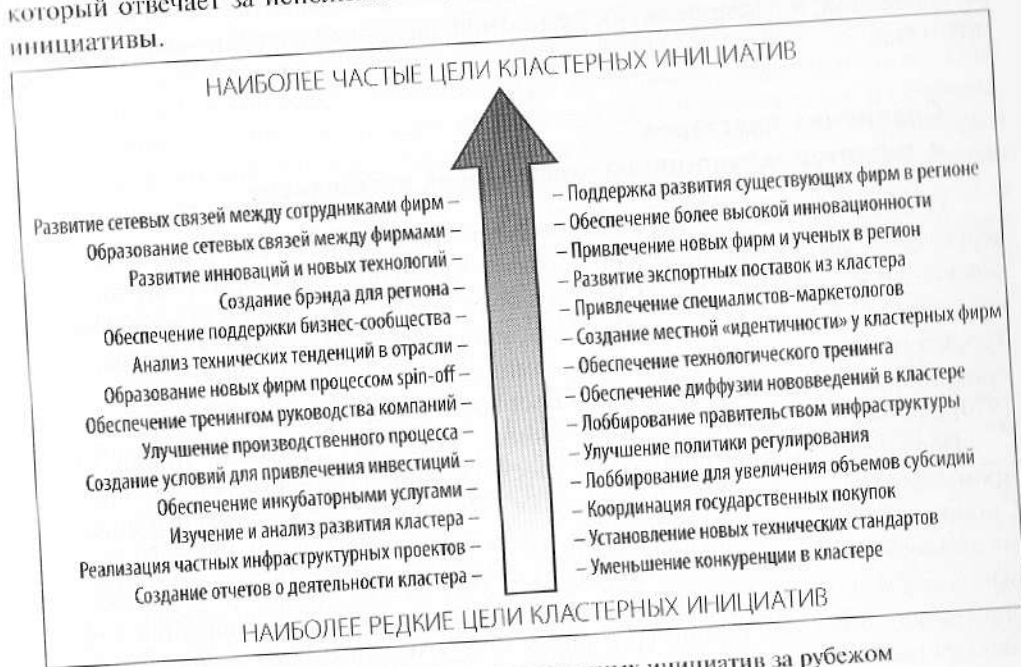 который отвечает за
инициативы.
НАИБОЛЕЕ ЧАСТЫЕ ЦЕЛИ КЛАСТЕРНЫХ ИНИЦИАТИВ
Развитие сетевых связей между сотрудниками фирм –
Образование сетевых связей между фирмами –
Развитие инноваций и новых технологий –
Создание брэнда для региона –
Обеспечение поддержки бизнес-сообщества –
Анализ технических тенденций в отрасли –
Образование новых фирм процессом spin-off –
Обеспечение тренингом руководства компаний –
Улучшение производственного процесса –
Создание условий для привлечения инвестиций –
Обеспечение инкубаторными услугами –
Изучение и анализ развития кластера –
Реализация частных инфраструктурных проектов –
Создание отчетов о деятельности кластера –
– Поддержка развития существующих фирм в регионе
– Обеспечение более высокой инновационности
– Привлечение новых фирм и ученых в регион
– Развитие экспортных поставок из кластера
– Привлечение специалистов-маркетологов
– Создание местной «идентичности» у кластерных фирм
– Обеспечение технологического тренинга
– Обеспечение диффузии нововведений в кластере
– Лоббирование правительством инфраструктуры
– Улучшение политики регулирования
– Лоббирование для увеличения объемов субсидий
– Координация государственных покупок
– Установление новых технических стандартов
– Уменьшение конкуренции в кластере
НАИБОЛЕЕ РЕДКИЕ ЦЕЛИ КЛАСТЕРНЫХ ИНИЦИАТИВ
инициатив за рубежом